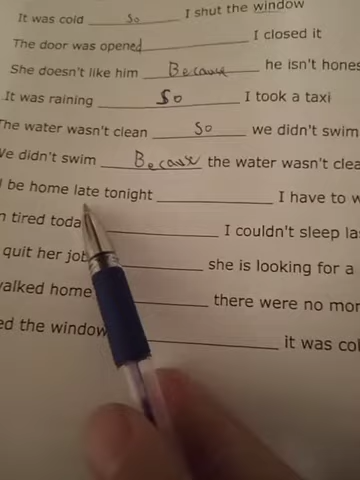 It was cold so I shut the window
The door was opened I closed it
She doesn't like him Because he isn't hones
It was raining So I took a taxi
The water wasn't clean so we didn't swim
We didn't swim Because the water wasn't clea
be home late tonight I have to w
tired toda I couldn't sleep la
quit her job she is looking for a
walked home there were no mor
ed the window it was col